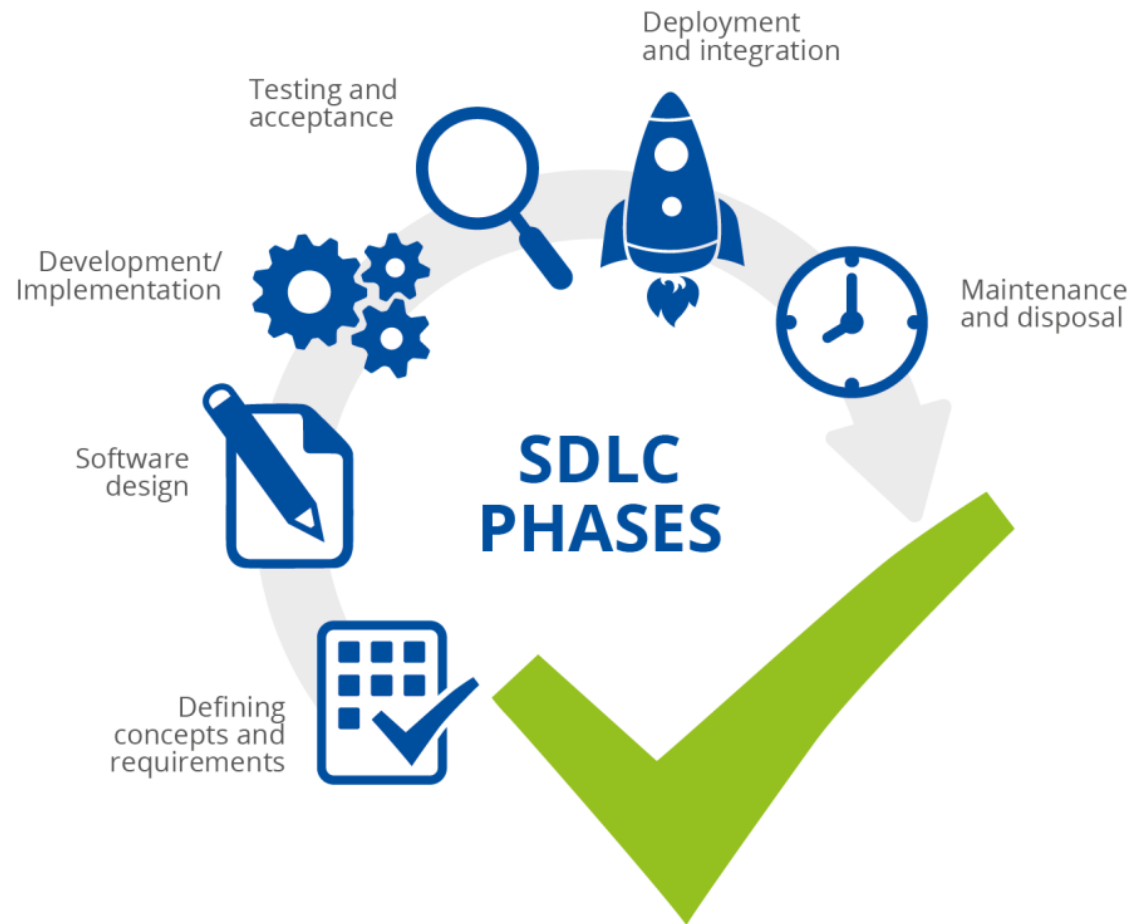 Deployment
and integration
Testing and
acceptance
Development/
Implementation
Maintenance
and disposal
Software
design
SDLC
PHASES
Defining
concepts and
requirements